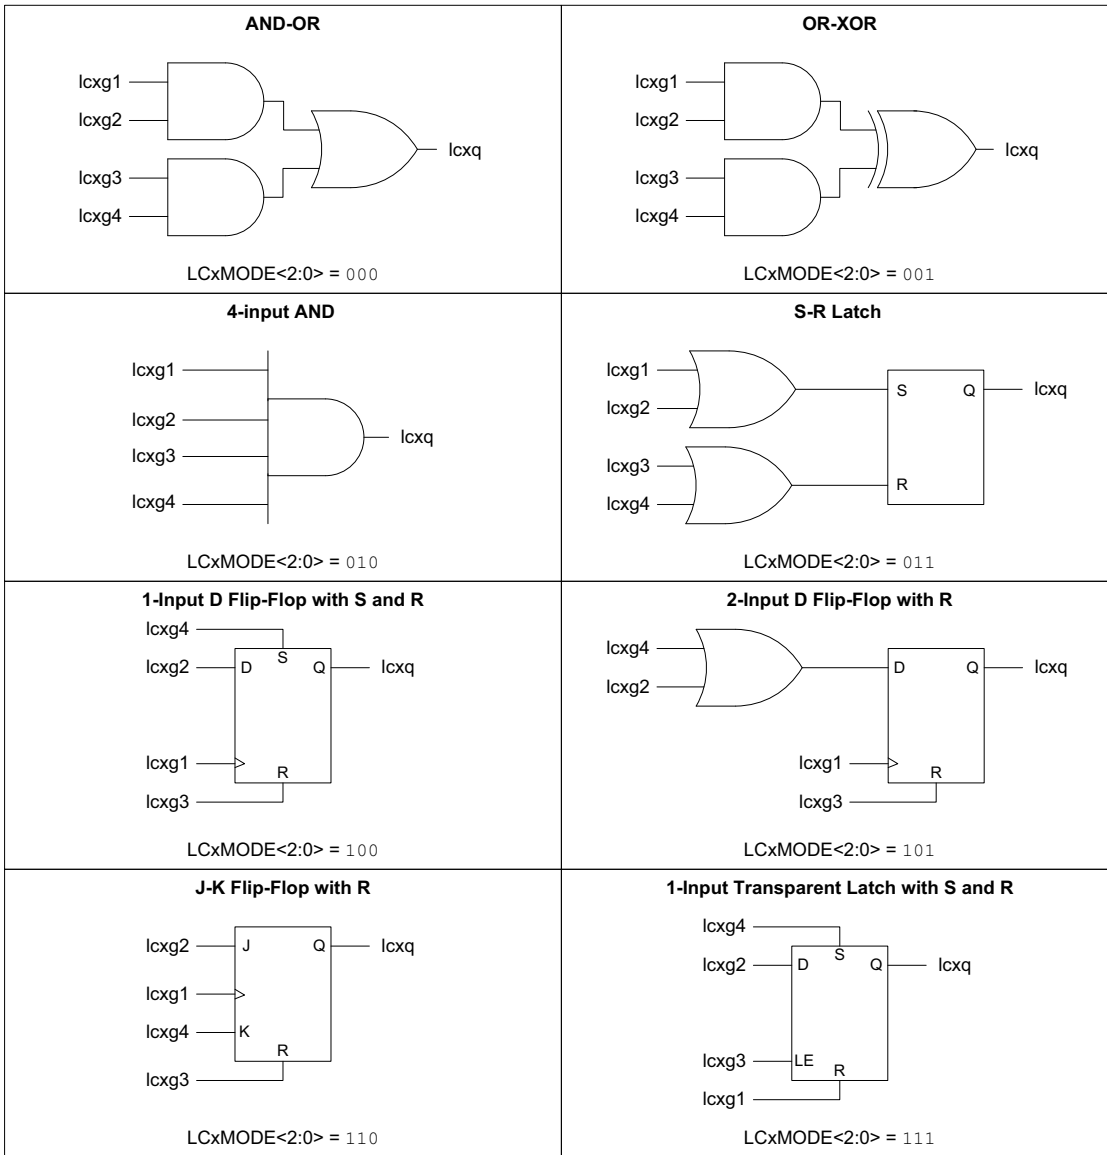 AND-OR
lcxg1
lcxg2
lcxg3
lcxg4
lcxq
LCxMODE<2:0> = 000
OR-XOR
lcxg1
lcxg2
lcxg3
lcxg4
lcxq
LCxMODE<2:0> = 001
4-input AND
lcxg1
lcxg2
lcxg3
lcxg4
lcxq
LCxMODE<2:0> = 010
S-R Latch
lcxg1
lcxg2
lcxg3
lcxg4
S
Q
lcxq
R
LCxMODE<2:0> = 011
1-Input D Flip-Flop with S and R
lcxg4
S
lcxg2
D
Q
lcxq
lcxg1
R
lcxg3
LCxMODE<2:0> = 100
2-Input D Flip-Flop with R
lcxg4
lcxg2
D
Q
lcxq
lcxg1
R
lcxg3
LCxMODE<2:0> = 101
J-K Flip-Flop with R
lcxg2
J
Q
lcxq
lcxg1
lcxg4
K
R
lcxg3
LCxMODE<2:0> = 110
1-Input Transparent Latch with S and R
lcxg4
S
lcxg2
D
Q
lcxq
lcxg3
LE
R
lcxg1
LCxMODE<2:0> = 111